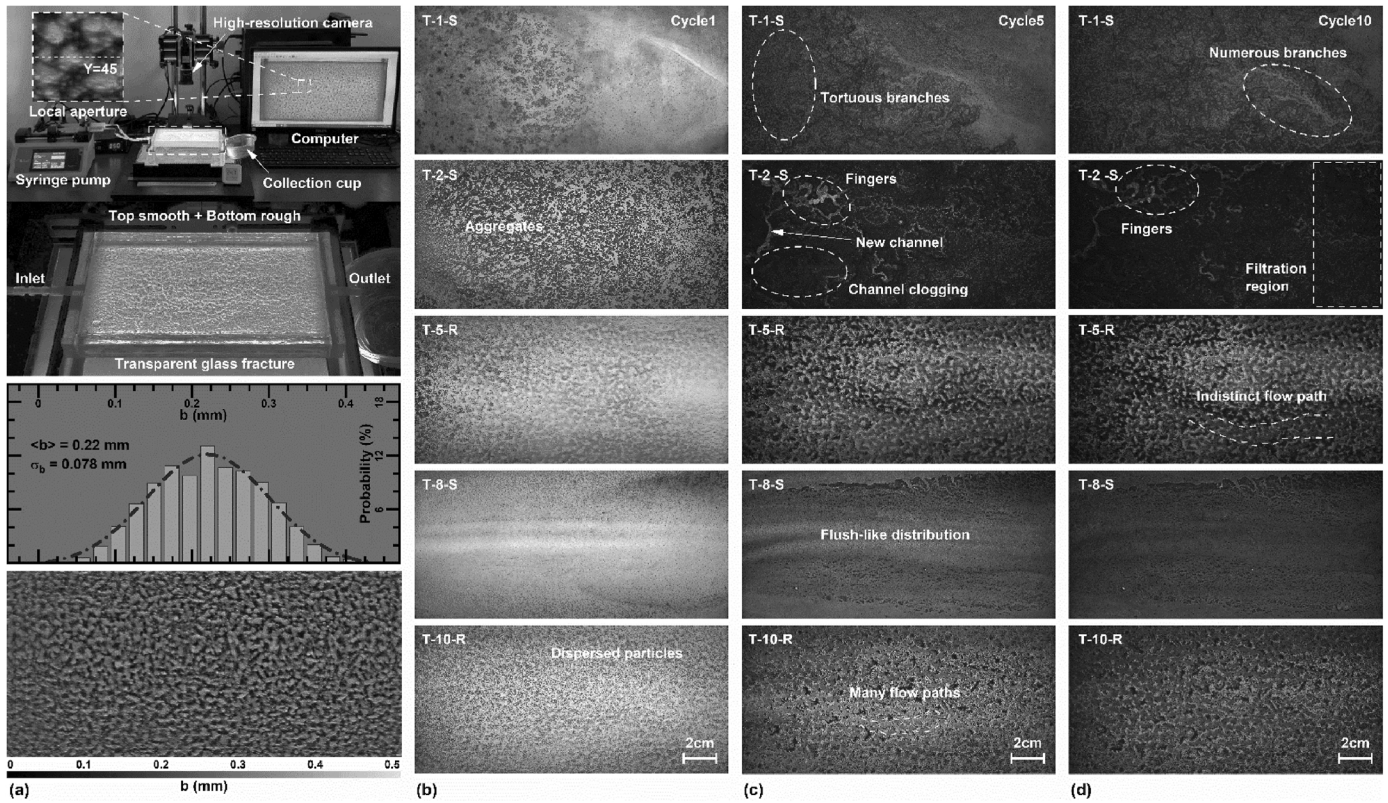 High-resolution camera
Y=45
Local aperture
Computer
Syringe pump
Collection cup
Top smooth + Bottom rough
Inlet
Outlet
Transparent glass fracture
0 0.1 0.2 0.3 0.4
b (mm)
18
12
6
Probability (%)
<b> = 0.22 mm
σb = 0.078 mm
0 0.1 0.2 0.3 0.4 0.5
b (mm)
(a)
T-1-S
Cycle1
T-2-S
Aggregates
T-5-R
T-8-S
T-10-R
Dispersed particles
2cm
(b)
T-1-S
Cycle5
Tortuous branches
T-2 -S
Fingers
New channel
Channel clogging
T-5-R
T-8-S
Flush-like distribution
T-10-R
Many flow paths
2cm
(c)
T-1-S
Cycle10
Numerous branches
T-2 -S
Fingers
Filtration
region
T-5-R
Indistinct flow path
T-8-S
T-10-R
2cm
(d)